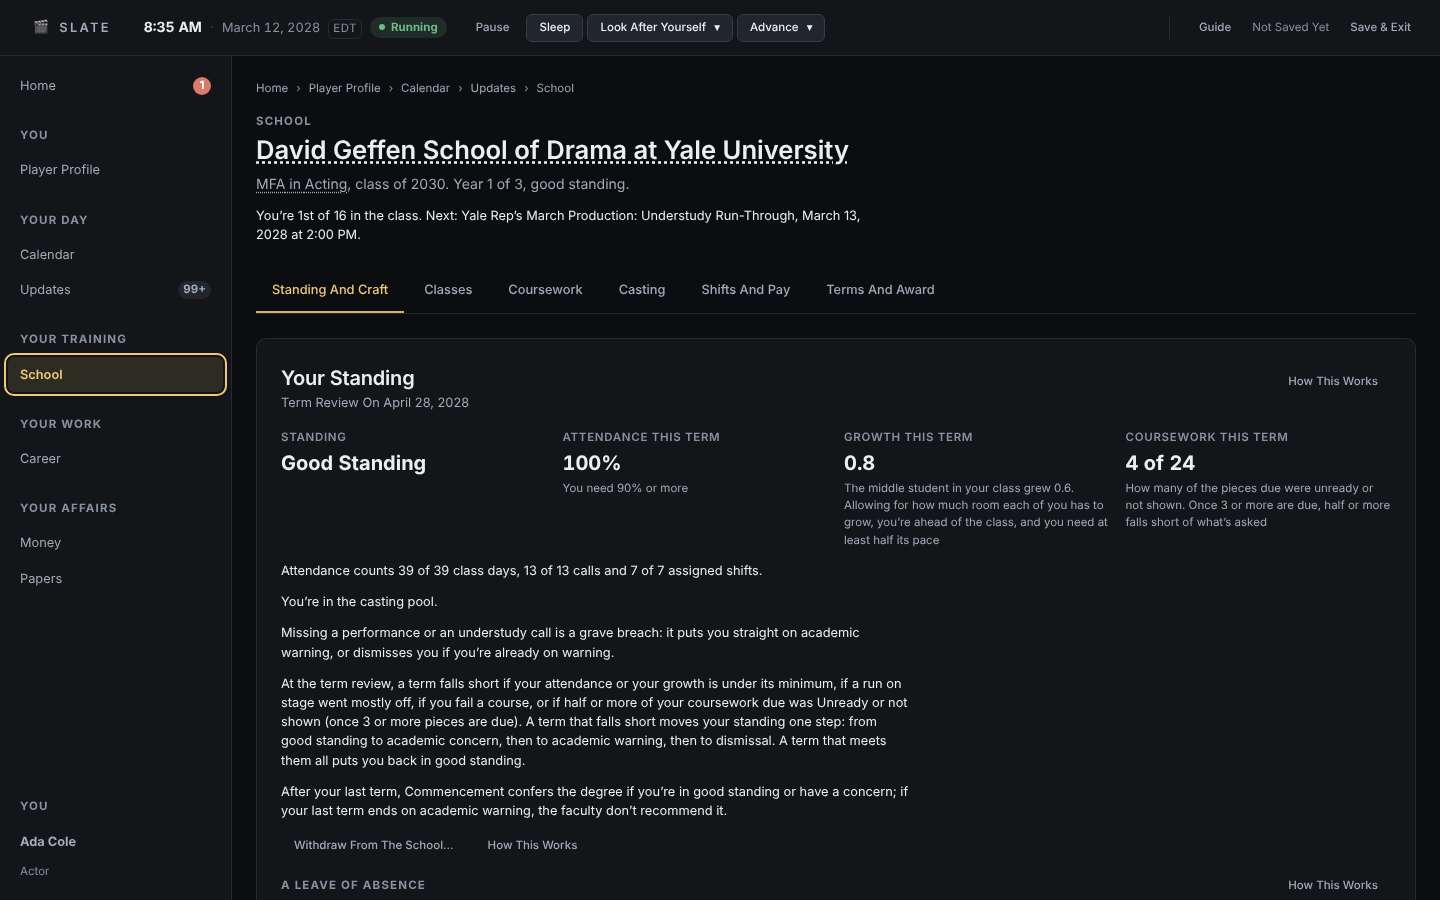 SLATE
8:35 AM · March 12, 2028 EDT Running
Pause
Sleep
Look After Yourself ▾
Advance ▾
Guide
Not Saved Yet
Save & Exit
Home 1
YOU
Player Profile
YOUR DAY
Calendar
Updates 99+
YOUR TRAINING
School
YOUR WORK
Career
YOUR AFFAIRS
Money
Papers
YOU
Ada Cole
Actor
Home › Player Profile › Calendar › Updates › School
SCHOOL
David Geffen School of Drama at Yale University
MFA in Acting, class of 2030. Year 1 of 3, good standing.
You’re 1st of 16 in the class. Next: Yale Rep’s March Production: Understudy Run-Through, March 13,
2028 at 2:00 PM.
Standing And Craft
Classes
Coursework
Casting
Shifts And Pay
Terms And Award
Your Standing
How This Works
Term Review On April 28, 2028
STANDING
Good Standing
ATTENDANCE THIS TERM
100%
You need 90% or more
GROWTH THIS TERM
0.8
The middle student in your class grew 0.6.
Allowing for how much room each of you has to
grow, you’re ahead of the class, and you need at
least half its pace
COURSEWORK THIS TERM
4 of 24
How many of the pieces due were unready or
not shown. Once 3 or more are due, half or more
falls short of what’s asked
Attendance counts 39 of 39 class days, 13 of 13 calls and 7 of 7 assigned shifts.
You’re in the casting pool.
Missing a performance or an understudy call is a grave breach: it puts you straight on academic
warning, or dismisses you if you’re already on warning.
At the term review, a term falls short if your attendance or your growth is under its minimum, if a run on
stage went mostly off, if you fail a course, or if half or more of your coursework due was Unready or not
shown (once 3 or more pieces are due). A term that falls short moves your standing one step: from
good standing to academic concern, then to academic warning, then to dismissal. A term that meets
them all puts you back in good standing.
After your last term, Commencement confers the degree if you’re in good standing or have a concern; if
your last term ends on academic warning, the faculty don’t recommend it.
Withdraw From The School…
How This Works
A LEAVE OF ABSENCE
How This Works